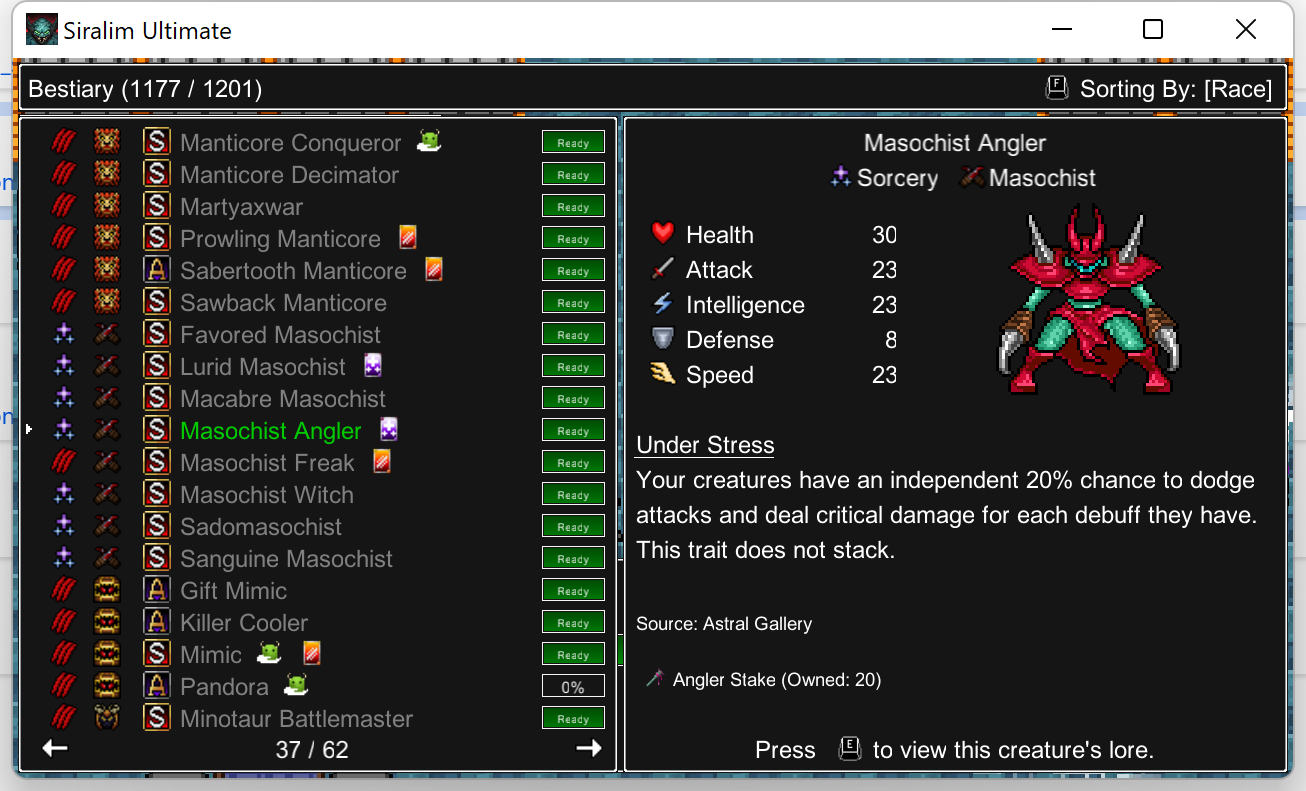 Siralim Ultimate
Bestiary (1177 / 1201)
F Sorting By: [Race]
S Manticore Conqueror Ready
S Manticore Decimator Ready
S Martyaxwar Ready
S Prowling Manticore Ready
A Sabertooth Manticore Ready
S Sawback Manticore Ready
S Favored Masochist Ready
S Lurid Masochist Ready
S Macabre Masochist Ready
S Masochist Angler Ready
S Masochist Freak Ready
S Masochist Witch Ready
S Sadomasochist Ready
S Sanguine Masochist Ready
A Gift Mimic Ready
A Killer Cooler Ready
S Mimic Ready
A Pandora 0%
S Minotaur Battlemaster Ready
37 / 62
Masochist Angler
Sorcery Masochist
Health 30
Attack 23
Intelligence 23
Defense 8
Speed 23
Under Stress
Your creatures have an independent 20% chance to dodge
attacks and deal critical damage for each debuff they have.
This trait does not stack.
Source: Astral Gallery
Angler Stake (Owned: 20)
Press E to view this creature's lore.